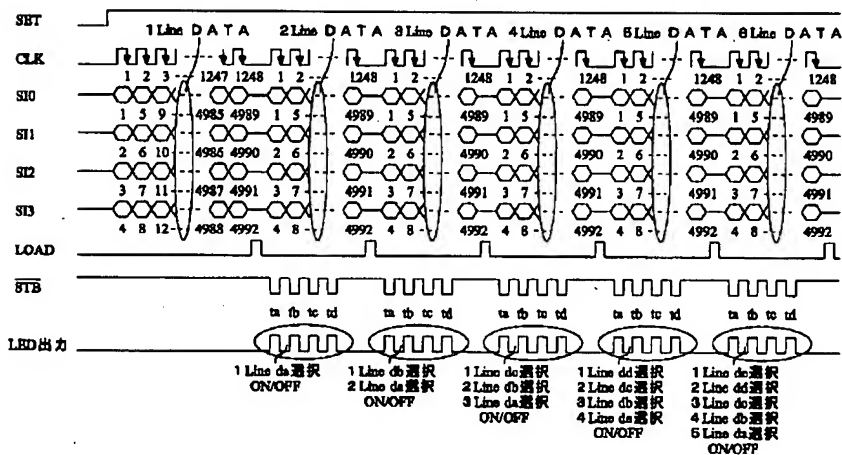 SET
1 Line DATA 2 Line DATA 3 Line DATA 4 Line DATA 5 Line DATA 6 Line DATA
CLK
1 2 3 1247 1248 1 2 1248 1 2 1248 1 2 1248 1 2 1248 1 2 1248
SI0
1 5 9 4985 4989 1 5 4989 1 5 4989 1 5 4989 1 5 4989 1 5 4989
SI1
2 6 10 4986 4990 2 6 4990 2 6 4990 2 6 4990 2 6 4990 2 6 4990
SI2
3 7 11 4987 4991 3 7 4991 3 7 4991 3 7 4991 3 7 4991 3 7 4991
SI3
4 8 12 4988 4992 4 8 4992 4 8 4992 4 8 4992 4 8 4992 4 8 4992
LOAD
STB
ta tb tc td ta tb tc td ta tb tc td ta tb tc td ta tb tc td
LED出力
1 Line da選択
ON/OFF
1 Line db選択
2 Line da選択
ON/OFF
1 Line dc選択
2 Line db選択
3 Line da選択
ON/OFF
1 Line dd選択
2 Line dc選択
3 Line db選択
4 Line da選択
ON/OFF
1 Line de選択
2 Line dd選択
3 Line dc選択
4 Line db選択
5 Line da選択
ON/OFF